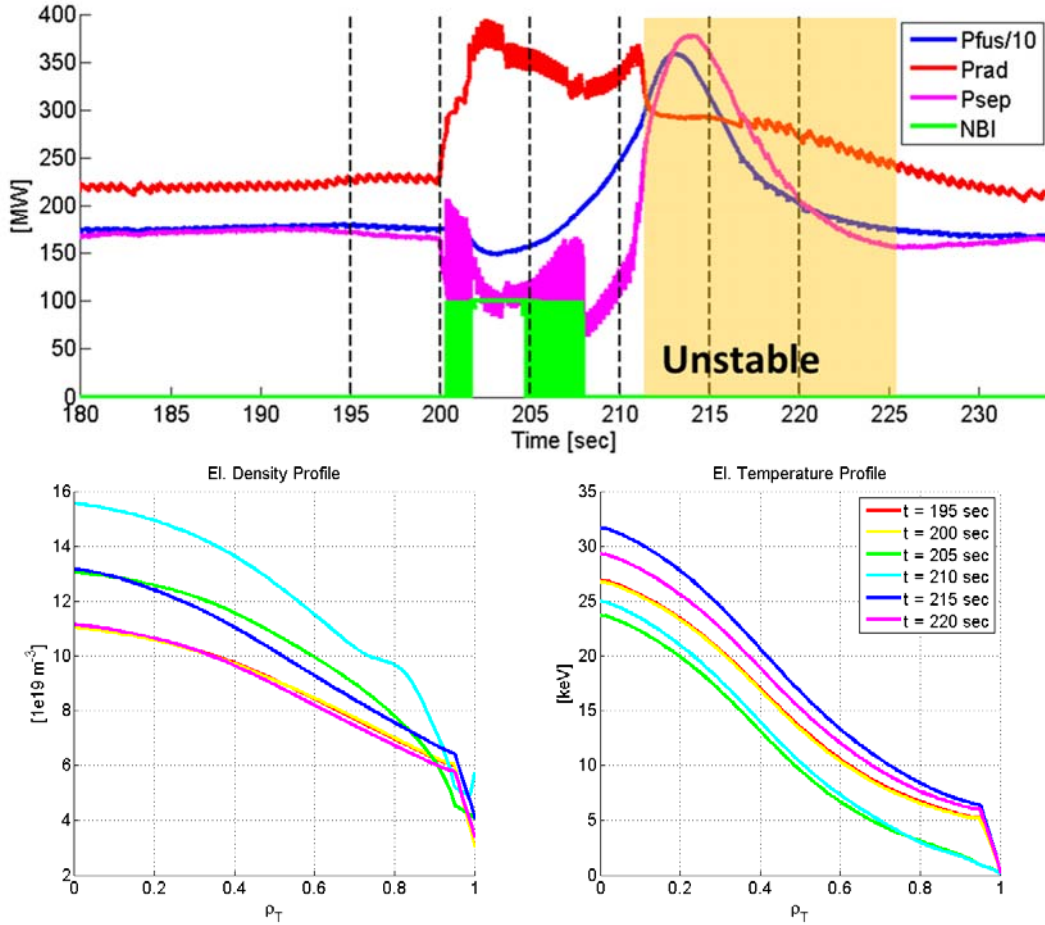 400
350
300
250
200
150
100
50
0
[MW]
Pfus/10
Prad
Psep
NBI
Unstable
180 185 190 195 200 205 210 215 220 225 230
Time [sec]
El. Density Profile
16
14
12
10
8
6
4
2
[1e19 m⁻³]
0 0.2 0.4 0.6 0.8 1
ρT
El. Temperature Profile
35
30
25
20
15
10
5
0
[keV]
t = 195 sec
t = 200 sec
t = 205 sec
t = 210 sec
t = 215 sec
t = 220 sec
0 0.2 0.4 0.6 0.8 1
ρT